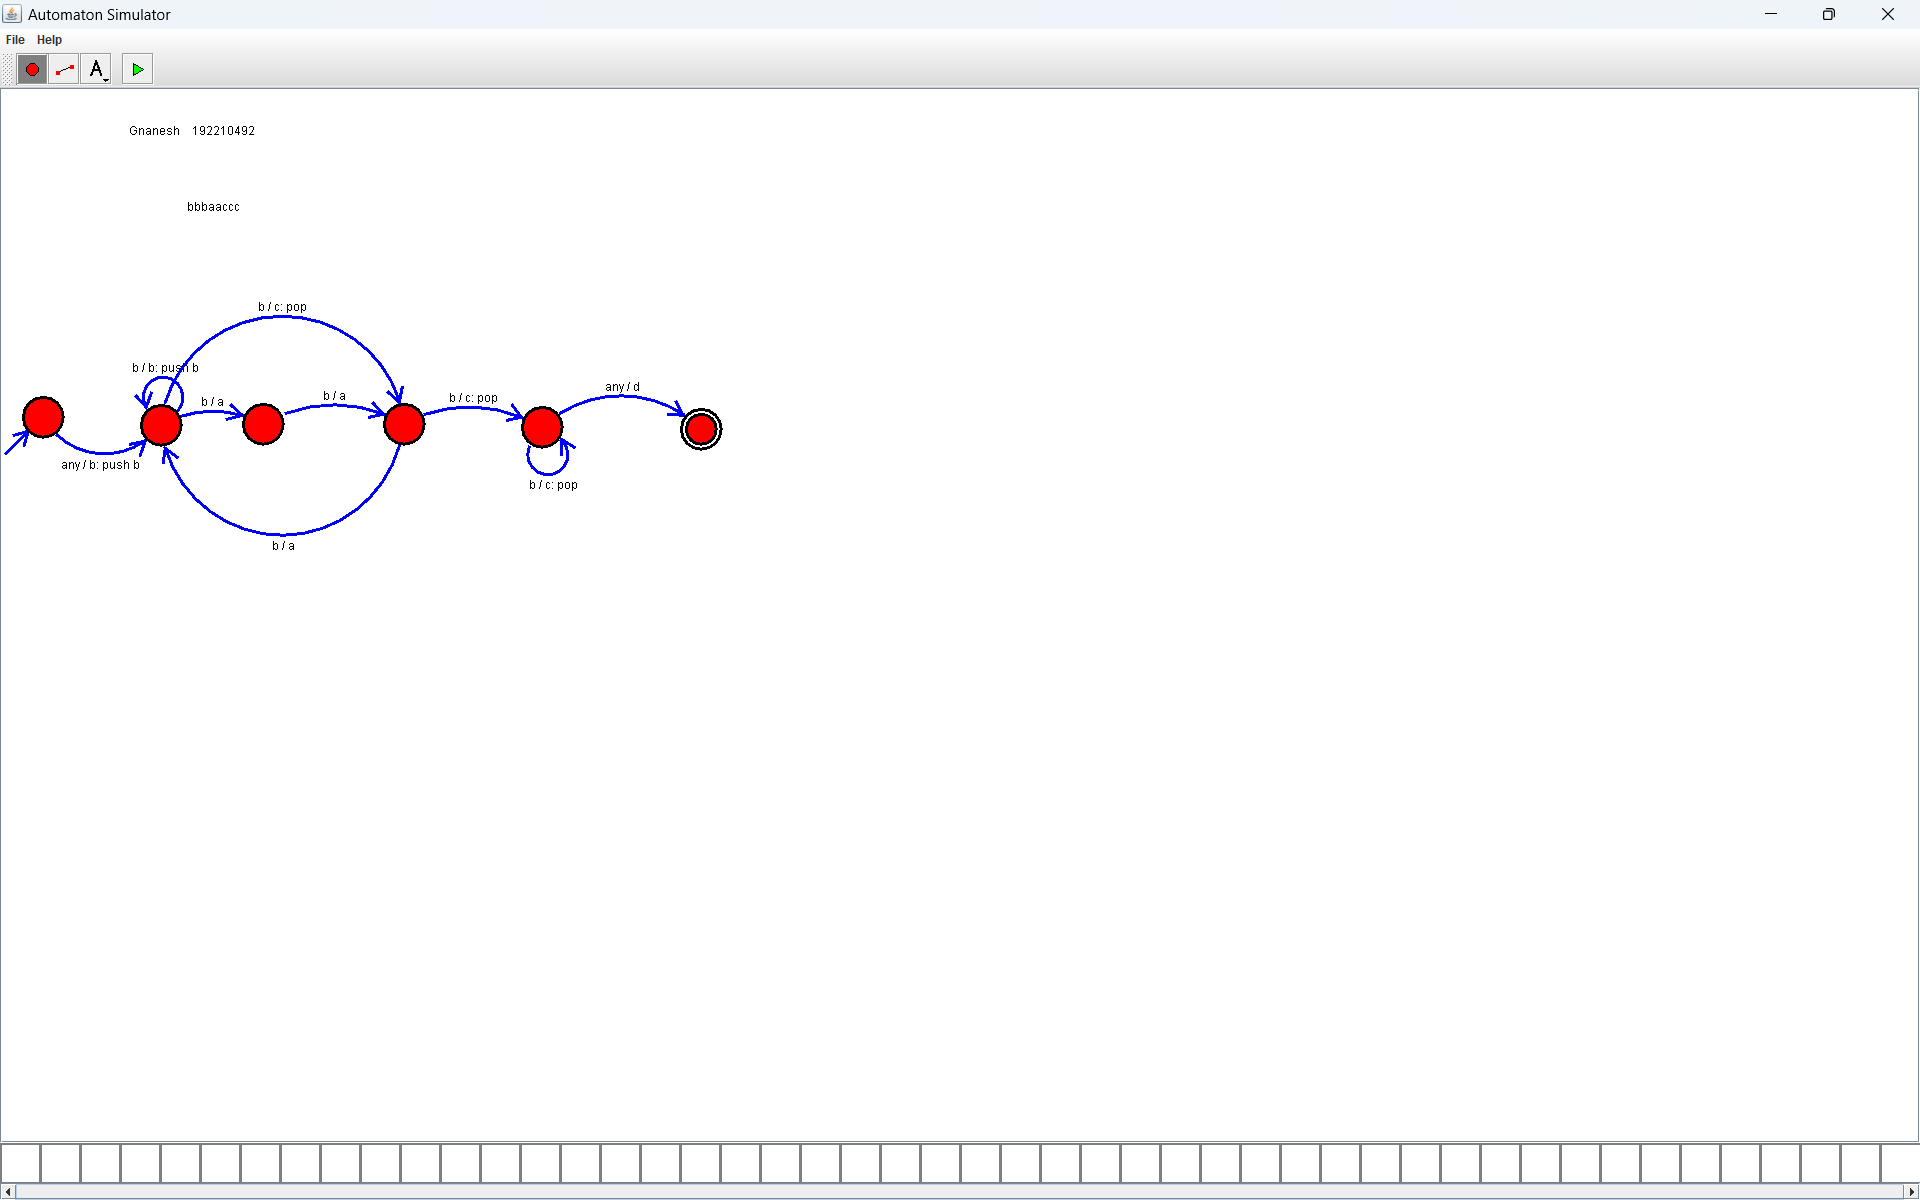 Automaton Simulator
File Help
A
Gnanesh 192210492
bbbaaccc
b / c: pop
b / b: push b
b / a
b / a
b / c: pop
any / d
any / b: push b
b / c: pop
b / a